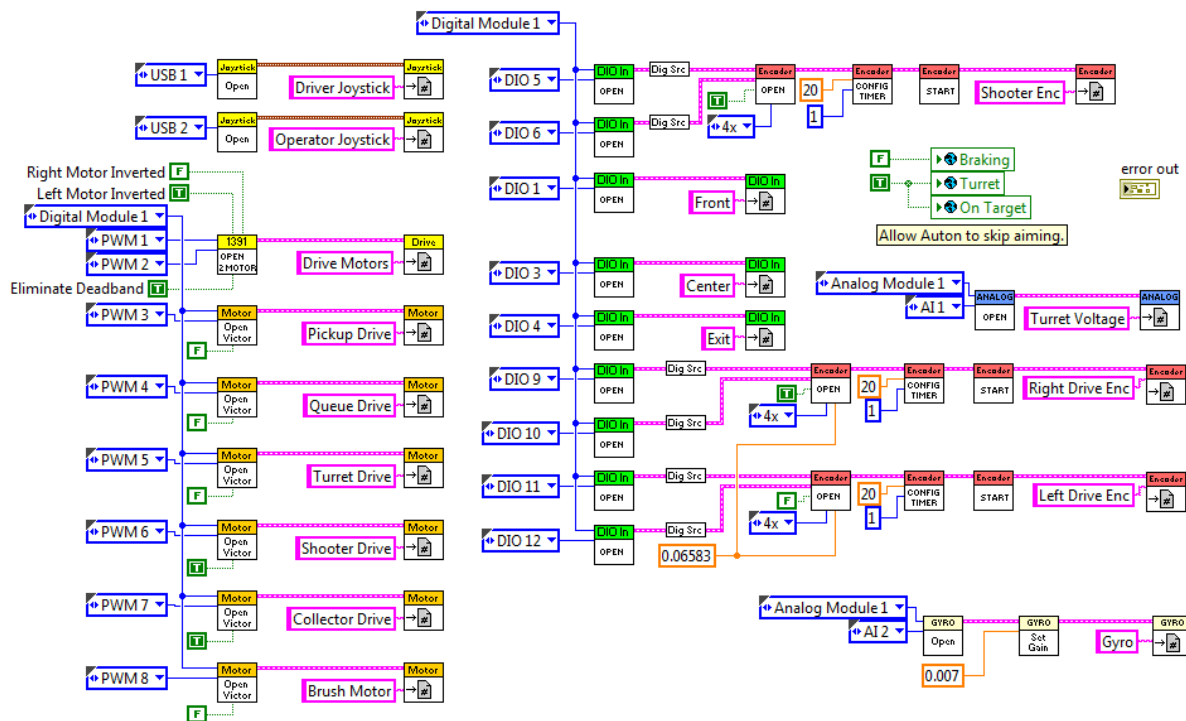 USB 1
Joystick
Open
Driver Joystick
Joystick
USB 2
Joystick
Open
Operator Joystick
Joystick
Right Motor Inverted
F
Left Motor Inverted
T
Digital Module 1
PWM 1
PWM 2
1391
OPEN
2 MOTOR
Drive Motors
Drive
Eliminate Deadband
T
PWM 3
Motor
Open
Victor
F
Pickup Drive
Motor
PWM 4
Motor
Open
Victor
F
Queue Drive
Motor
PWM 5
Motor
Open
Victor
F
Turret Drive
Motor
PWM 6
Motor
Open
Victor
T
Shooter Drive
Motor
PWM 7
Motor
Open
Victor
T
Collector Drive
Motor
PWM 8
Motor
Open
Victor
F
Brush Motor
Motor
Digital Module 1
DIO 5
DIO In
OPEN
Dig Src
T
4x
Encoder
OPEN
20
1
Encoder
CONFIG
TIMER
Encoder
START
Shooter Enc
Encoder
DIO 6
DIO In
OPEN
Dig Src
DIO 1
DIO In
OPEN
Front
DIO In
DIO 3
DIO In
OPEN
Center
DIO In
DIO 4
DIO In
OPEN
Exit
DIO In
DIO 9
DIO In
OPEN
Dig Src
T
4x
Encoder
OPEN
20
1
Encoder
CONFIG
TIMER
Encoder
START
Right Drive Enc
Encoder
DIO 10
DIO In
OPEN
Dig Src
DIO 11
DIO In
OPEN
Dig Src
F
4x
Encoder
OPEN
20
1
Encoder
CONFIG
TIMER
Encoder
START
Left Drive Enc
Encoder
DIO 12
DIO In
OPEN
Dig Src
0.06583
F
Braking
T
Turret
On Target
Allow Auton to skip aiming.
error out
Analog Module 1
AI 1
ANALOG
OPEN
Turret Voltage
ANALOG
Analog Module 1
AI 2
GYRO
Open
0.007
GYRO
Set
Gain
Gyro
GYRO